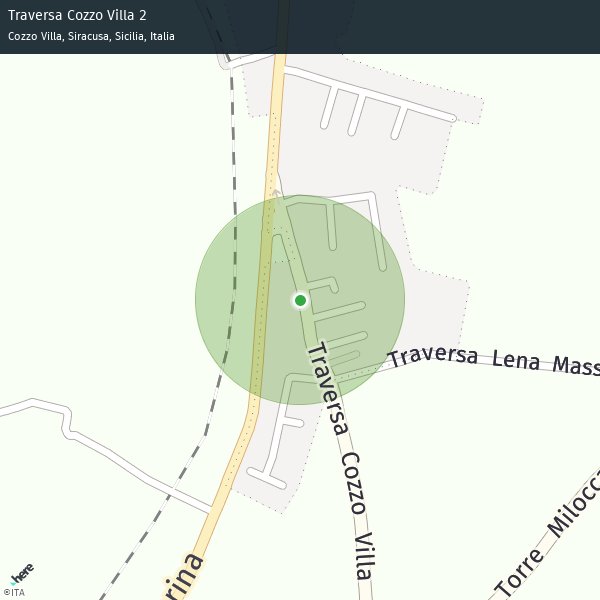 Traversa Cozzo Villa 2
Cozzo Villa, Siracusa, Sicilia, Italia
Traversa Lena Mass
Traversa Cozzo Villa
Torre Milocca
rina
here
©ITA